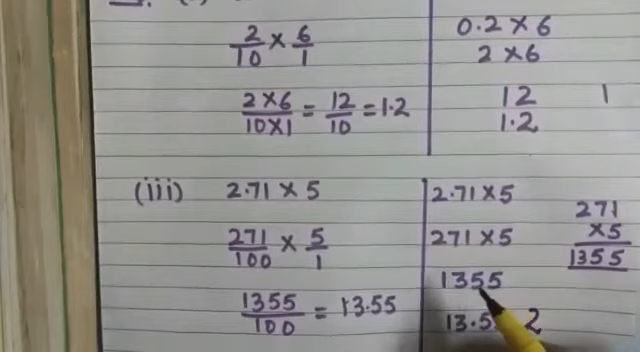 2/10 × 6/1
0.2 × 6
2 × 6
2×6/10×1 = 12/10 = 1.2
12
1
1.2
(iii) 2.71 × 5
2.71 × 5
271
271/100 × 5/1
271 × 5
×5
1355
1355
1355/100 = 13.55
13.5
2